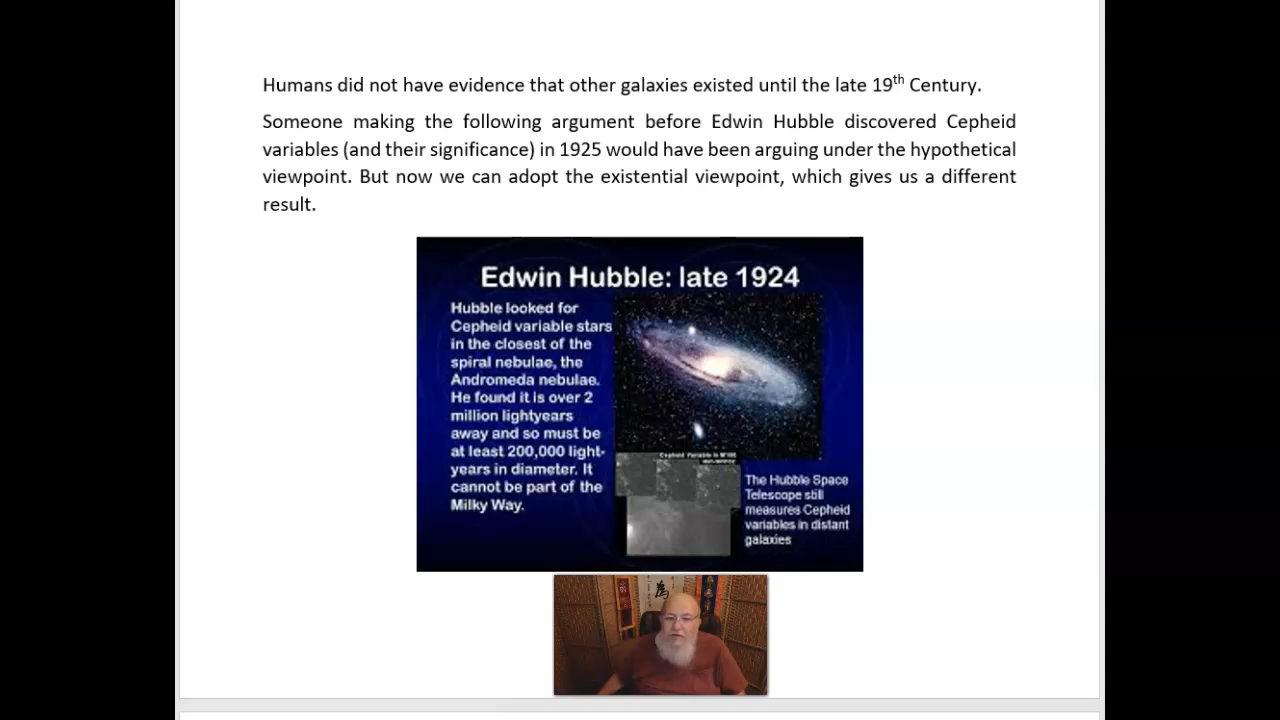 Humans did not have evidence that other galaxies existed until the late 19th Century.
Someone making the following argument before Edwin Hubble discovered Cepheid
variables (and their significance) in 1925 would have been arguing under the hypothetical
viewpoint. But now we can adopt the existential viewpoint, which gives us a different
result.
Edwin Hubble: late 1924
Hubble looked for
Cepheid variable stars
in the closest of the
spiral nebulae, the
Andromeda nebulae.
He found it is over 2
million lightyears
away and so must be
at least 200,000 light-
years in diameter. It
cannot be part of the
Milky Way.
Cepheid Variable in M100
The Hubble Space
Telescope still
measures Cepheid
variables in distant
galaxies
為